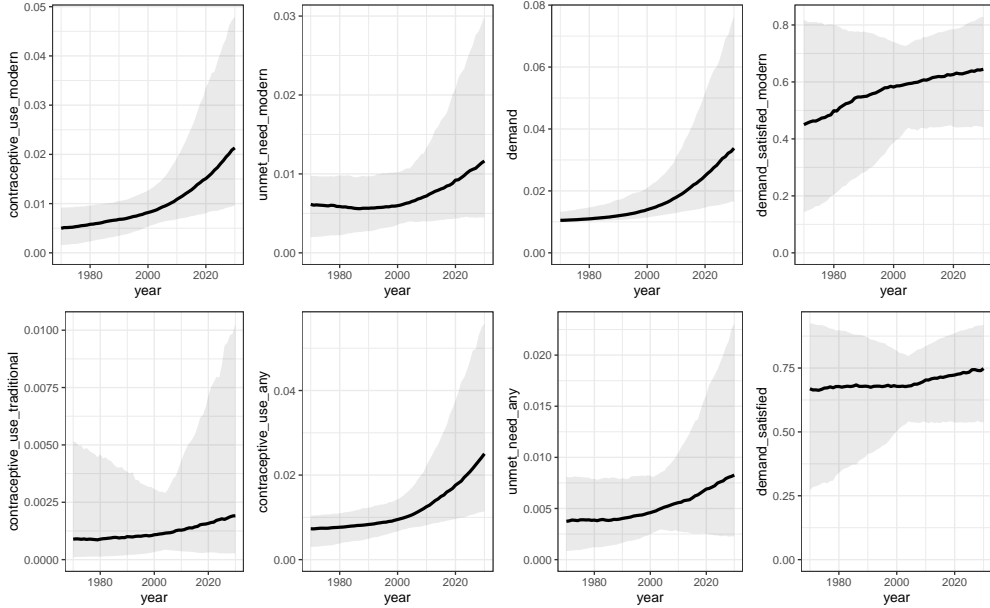 contraceptive_use_modern
0.05
0.04
0.03
0.02
0.01
0.00
1980 2000 2020
year
unmet_need_modern
0.03
0.02
0.01
0.00
1980 2000 2020
year
demand
0.08
0.06
0.04
0.02
0.00
1980 2000 2020
year
demand_satisfied_modern
0.8
0.6
0.4
0.2
0.0
1980 2000 2020
year
contraceptive_use_traditional
0.0100
0.0075
0.0050
0.0025
0.0000
1980 2000 2020
year
contraceptive_use_any
0.04
0.02
0.00
1980 2000 2020
year
unmet_need_any
0.020
0.015
0.010
0.005
0.000
1980 2000 2020
year
demand_satisfied
0.75
0.50
0.25
0.00
1980 2000 2020
year